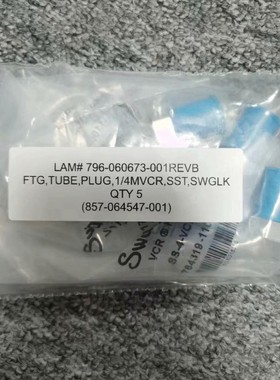 LAM# 796-060673-001REVB
FTG,TUBE,PLUG,1/4MVCR,SST,SWGLK
QTY 5
(857-064547-001)